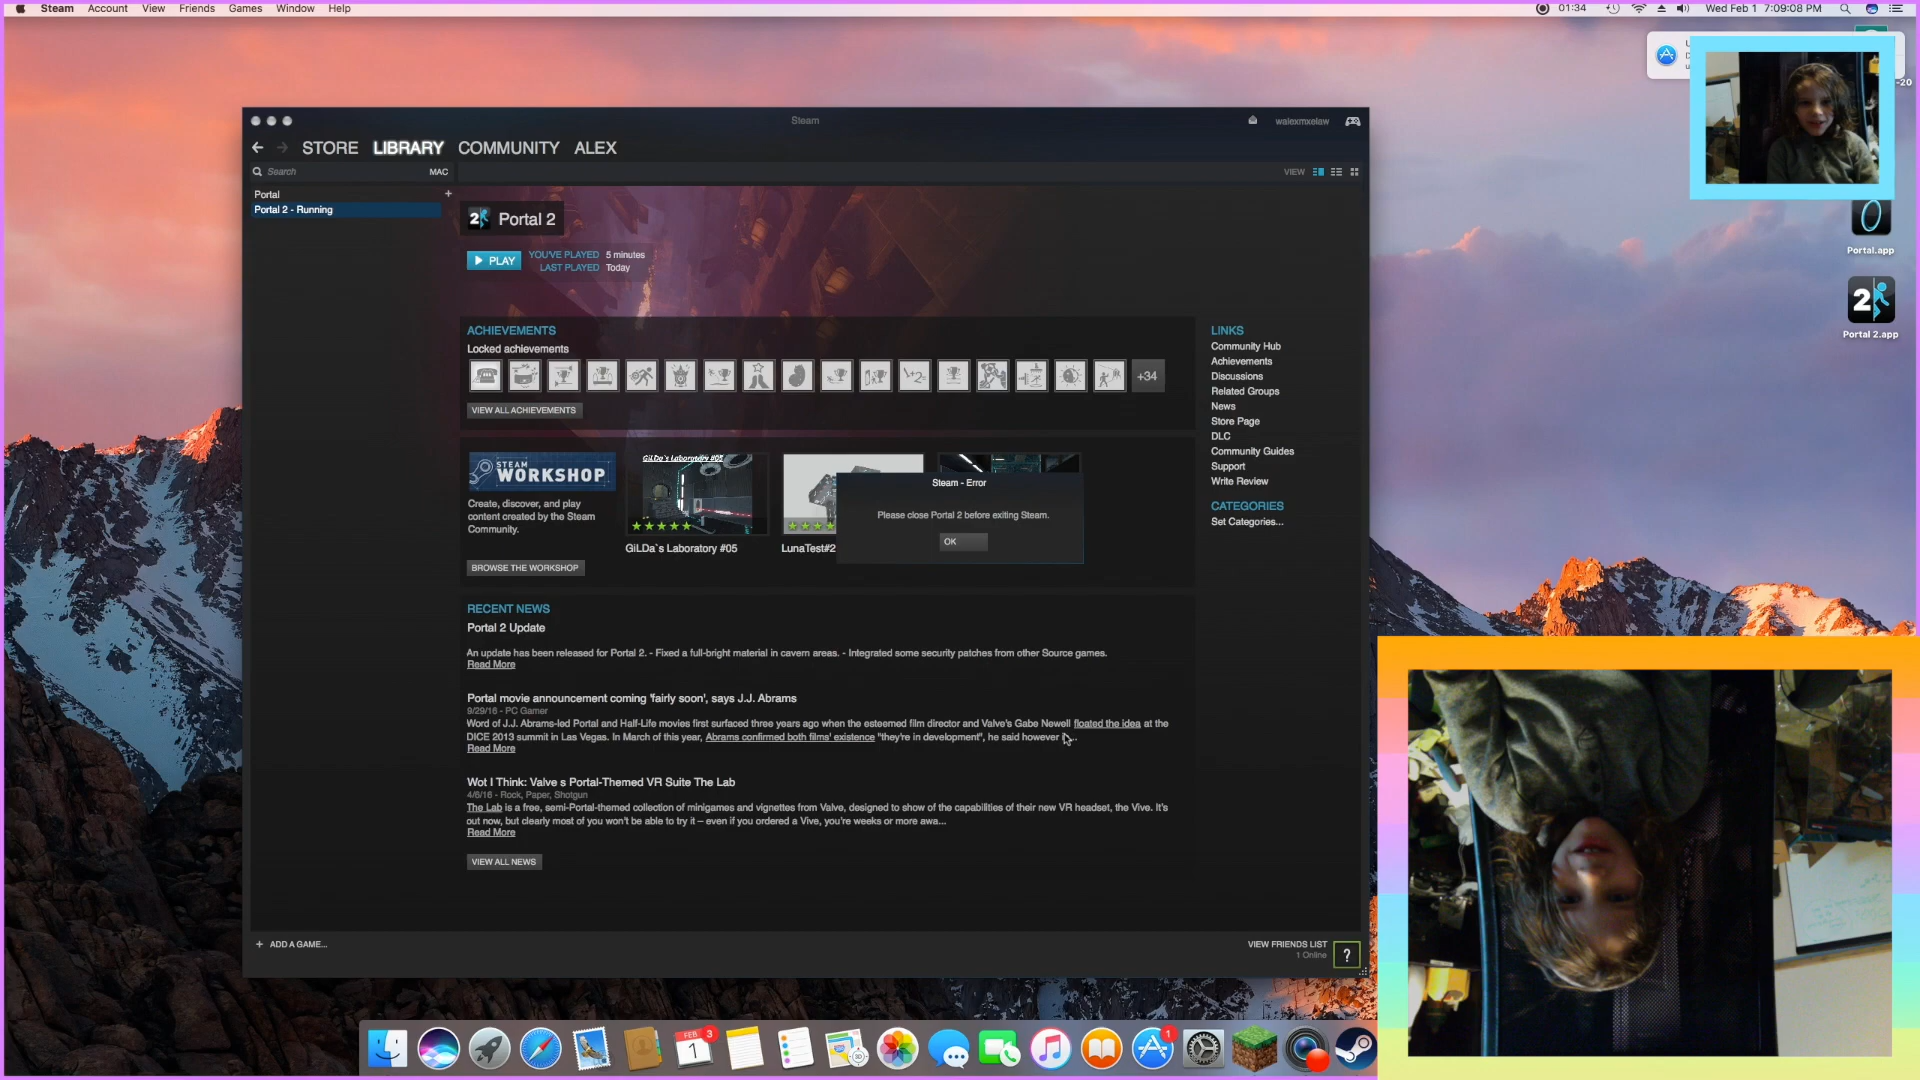 Steam Account View Friends Games Window Help
01:34 Wed Feb 1 7:09:08 PM
Steam
walexmxelaw
STORE LIBRARY COMMUNITY ALEX
Search MAC
VIEW
Portal +
Portal 2 - Running
2 Portal 2
PLAY
YOU'VE PLAYED 5 minutes
LAST PLAYED Today
ACHIEVEMENTS
Locked achievements
+34
VIEW ALL ACHIEVEMENTS
STEAM
WORKSHOP
Create, discover, and play
content created by the Steam
Community.
BROWSE THE WORKSHOP
GiLDa's Laboratory #05
GiLDa`s Laboratory #05
LunaTest#2
Steam - Error
Please close Portal 2 before exiting Steam.
OK
LINKS
Community Hub
Achievements
Discussions
Related Groups
News
Store Page
DLC
Community Guides
Support
Write Review
CATEGORIES
Set Categories...
RECENT NEWS
Portal 2 Update
An update has been released for Portal 2. - Fixed a full-bright material in cavern areas. - Integrated some security patches from other Source games.
Read More
Portal movie announcement coming 'fairly soon', says J.J. Abrams
9/29/16 - PC Gamer
Word of J.J. Abrams-led Portal and Half-Life movies first surfaced three years ago when the esteemed film director and Valve's Gabe Newell floated the idea at the
DICE 2013 summit in Las Vegas. In March of this year, Abrams confirmed both films' existence "they're in development", he said however
Read More
Wot I Think: Valve s Portal-Themed VR Suite The Lab
4/6/16 - Rock, Paper, Shotgun
The Lab is a free, semi-Portal-themed collection of minigames and vignettes from Valve, designed to show of the capabilities of their new VR headset, the Vive. It's
out now, but clearly most of you won't be able to try it – even if you ordered a Vive, you're weeks or more awa...
Read More
VIEW ALL NEWS
+ ADD A GAME...
VIEW FRIENDS LIST
1 Online
?
-20
Portal.app
2
Portal 2.app
FEB
1
3
3D
1